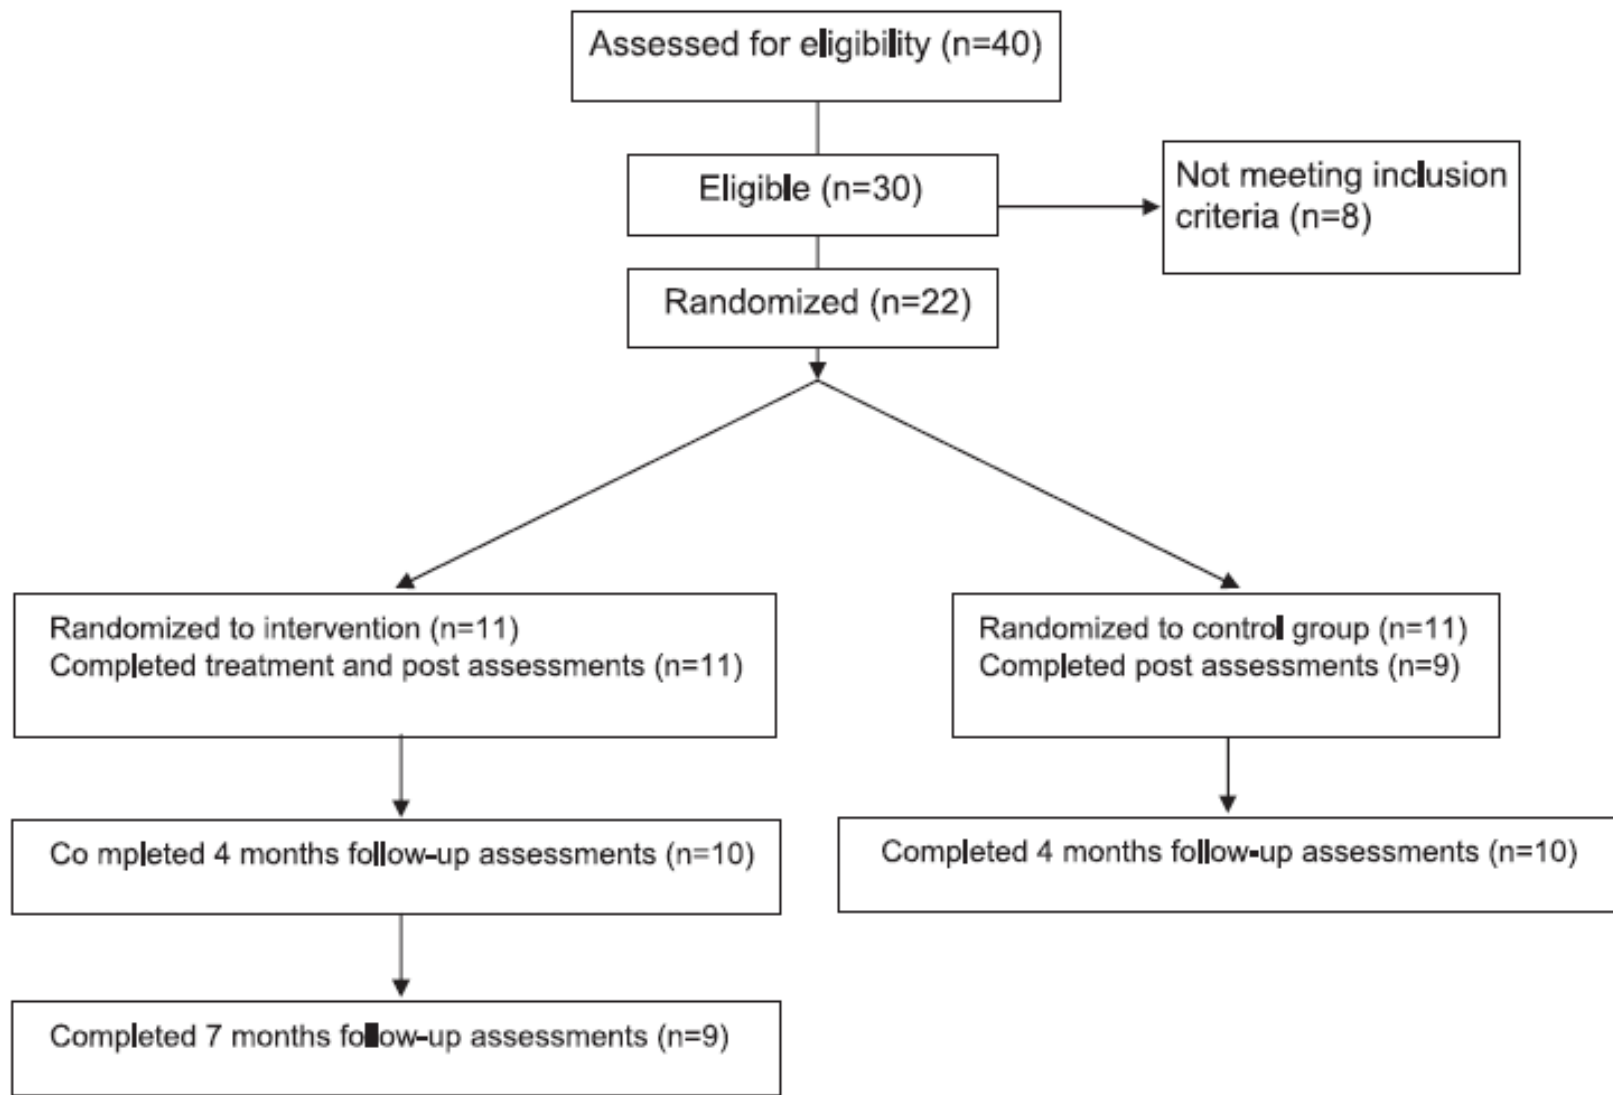 Assessed for eligibility (n=40)
Eligible (n=30)
Not meeting inclusion
criteria (n=8)
Randomized (n=22)
Randomized to intervention (n=11)
Completed treatment and post assessments (n=11)
Randomized to control group (n=11)
Completed post assessments (n=9)
Co mpleted 4 months follow-up assessments (n=10)
Completed 4 months follow-up assessments (n=10)
Completed 7 months follow-up assessments (n=9)